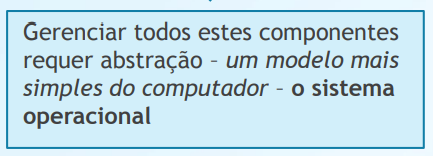 Gerenciar todos estes componentes
requer abstração – um modelo mais
simples do computador – o sistema
operacional